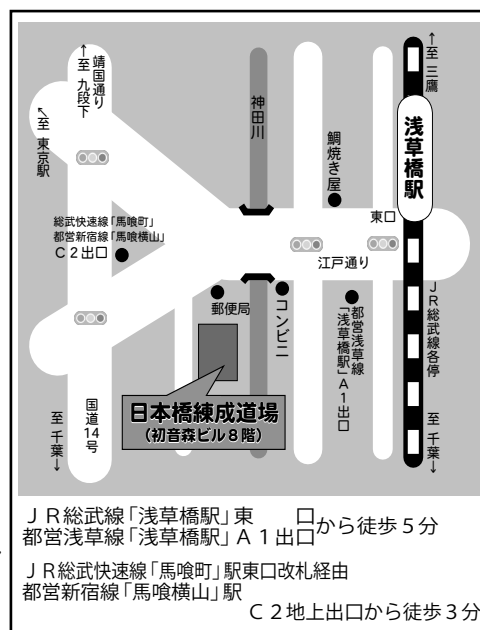 ↑至 九段下
靖国通り
↖至 東京駅
神田川
↑至 三鷹
浅草橋駅
鯛焼き屋
東口
総武快速線「馬喰町」
都営新宿線「馬喰横山」
C2出口
江戸通り
郵便局
コンビニ
都営浅草線
「浅草橋駅」A1出口
JR総武線各停
日本橋練成道場
(初音森ビル8階)
至 千葉↓
国道14号
至 千葉↓
JR総武線「浅草橋駅」東口
都営浅草線「浅草橋駅」A1出口から徒歩5分
JR総武快速線「馬喰町」駅東口改札経由
都営新宿線「馬喰横山」駅
C2地上出口から徒歩3分